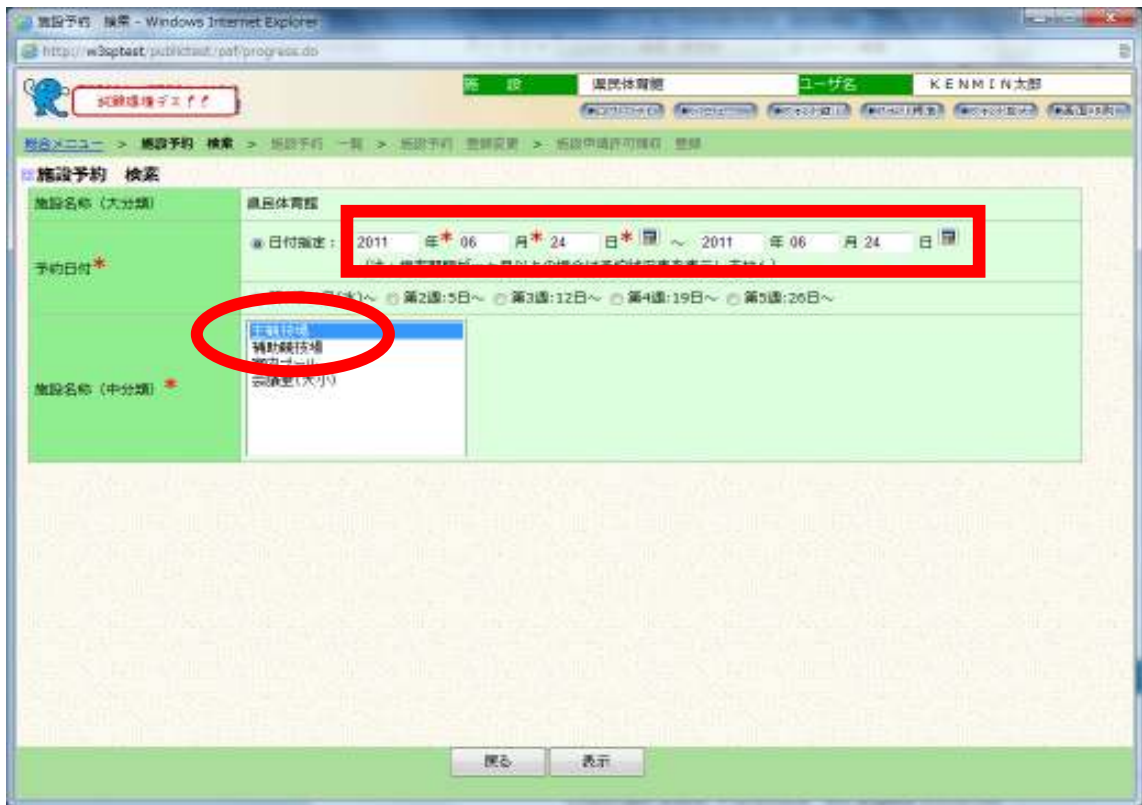 施設予約 検索 - Windows Internet Explorer
http://w3sptest/publictest/paf/progress.do
試験環境デスヶ?
施 設
県民体育館
ユーザ名
KENMIN太郎
総合メニュー > 施設予約 検索 > 施設予約 一覧 > 施設予約 登録変更 > 施設申請許可領収 登録
施設予約 検索
施設名称（大分類） 県民体育館
予約日付* 日付指定： 2011 年* 06 月* 24 日* ～ 2011 年 06 月 24 日
第2週:5日～ 第3週:12日～ 第4週:19日～ 第5週:26日～
施設名称（中分類）*
主競技場
補助競技場
会議室(大小)
戻る 表示